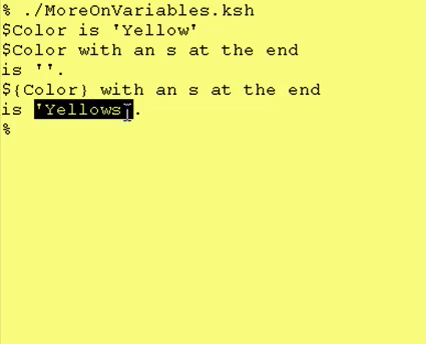 % ./MoreOnVariables.ksh
$Color is 'Yellow'
$Color with an s at the end
is ''.
${Color} with an s at the end
is 'Yellows'.
%